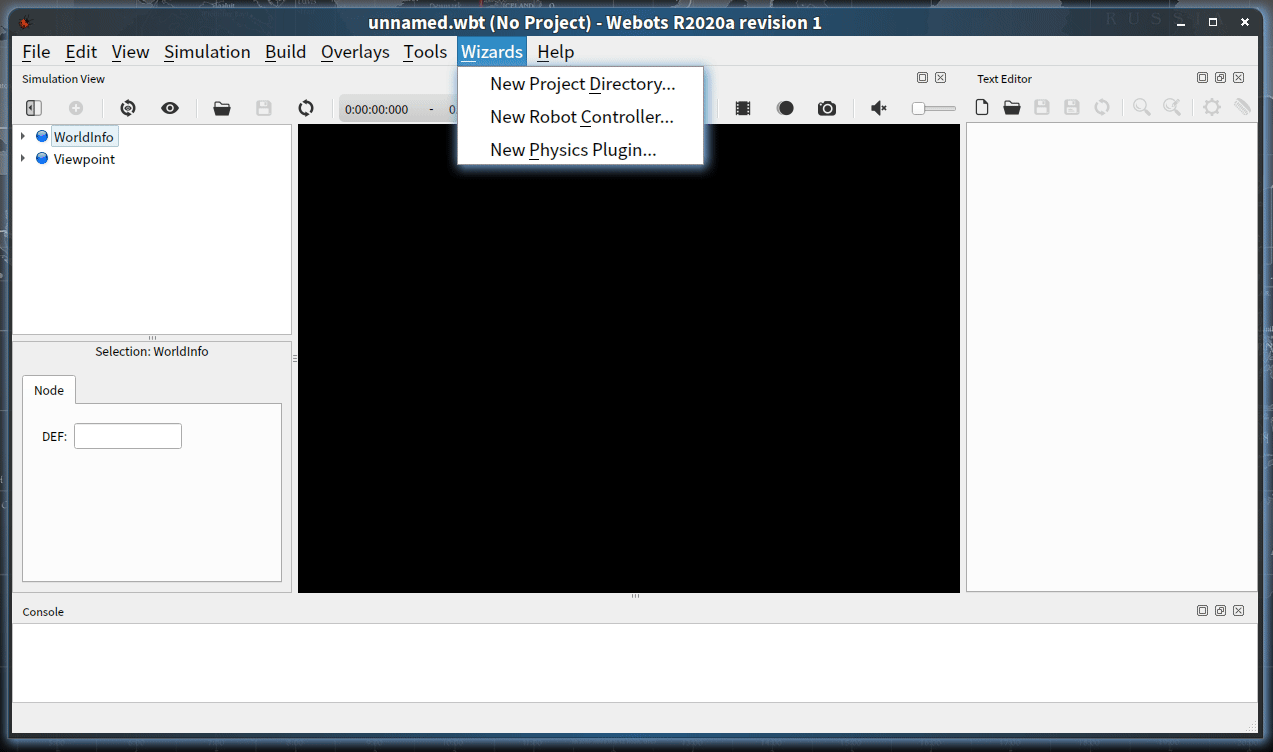 unnamed.wbt (No Project) - Webots R2020a revision 1
File Edit View Simulation Build Overlays Tools Wizards Help
Simulation View
Text Editor
New Project Directory...
New Robot Controller...
New Physics Plugin...
0:00:00:000 - 0
WorldInfo
Viewpoint
Selection: WorldInfo
Node
DEF:
Console